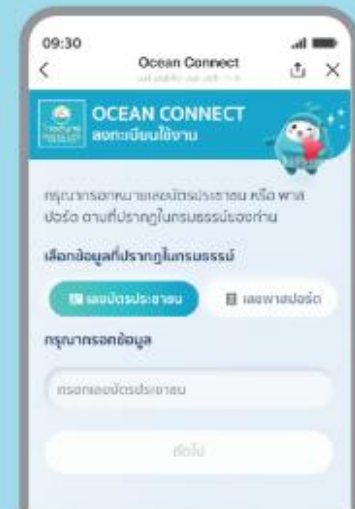 09:30
Ocean Connect
OCEAN CONNECT
ลงทะเบียนใช้งาน
กรุณากรอกหมายเลขบัตรประชาชน หรือ พาส
ปอร์ต ตามที่ปรากฏในกรมธรรม์ของท่าน
เลือกข้อมูลที่ปรากฏในกรมธรรม์
เลขบัตรประชาชน
เลขพาสปอร์ต
กรุณากรอกข้อมูล
กรอกเลขบัตรประชาชน
ถัดไป